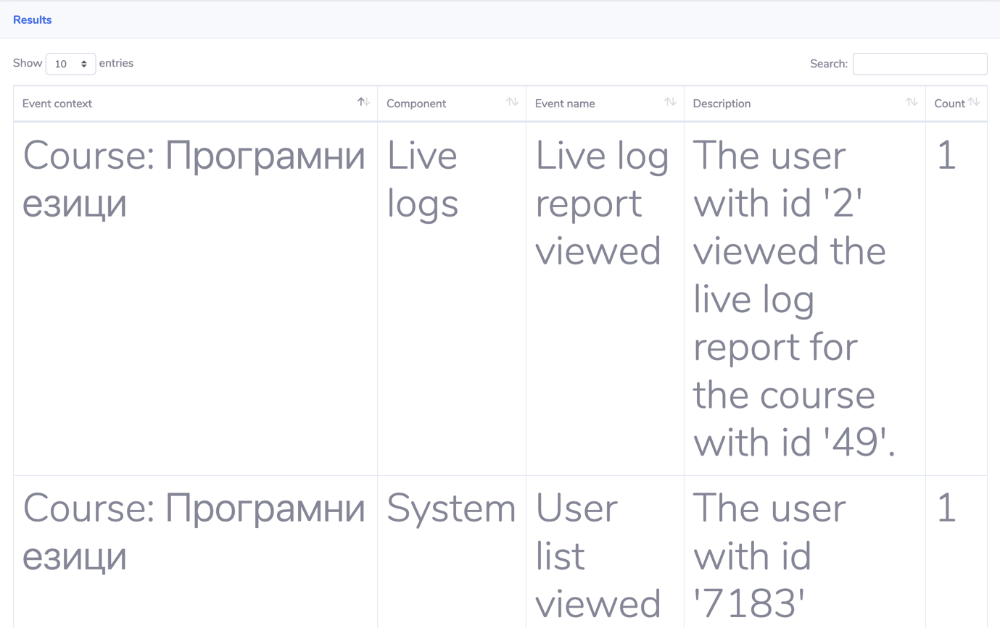 Results
Show 10 entries
Search:
Event context Component Event name Description Count
Course: Програмни
езици
Live
logs
Live log
report
viewed
The user
with id '2'
viewed the
live log
report for
the course
with id '49'.
1
Course: Програмни
езици
System
User
list
viewed
The user
with id
'7183'
1